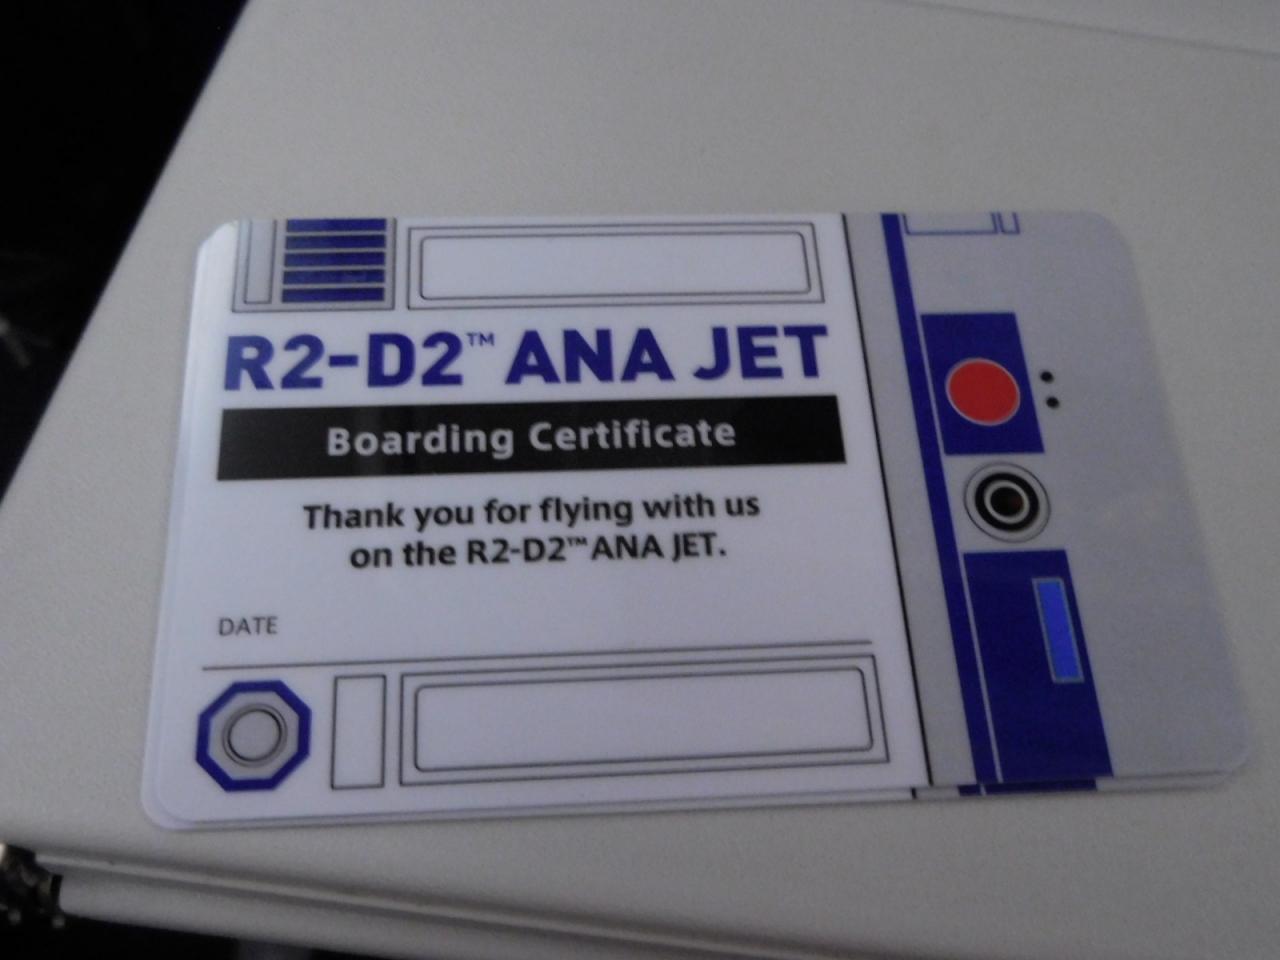 R2-D2™ ANA JET
Boarding Certificate
Thank you for flying with us
on the R2-D2™ ANA JET.
DATE